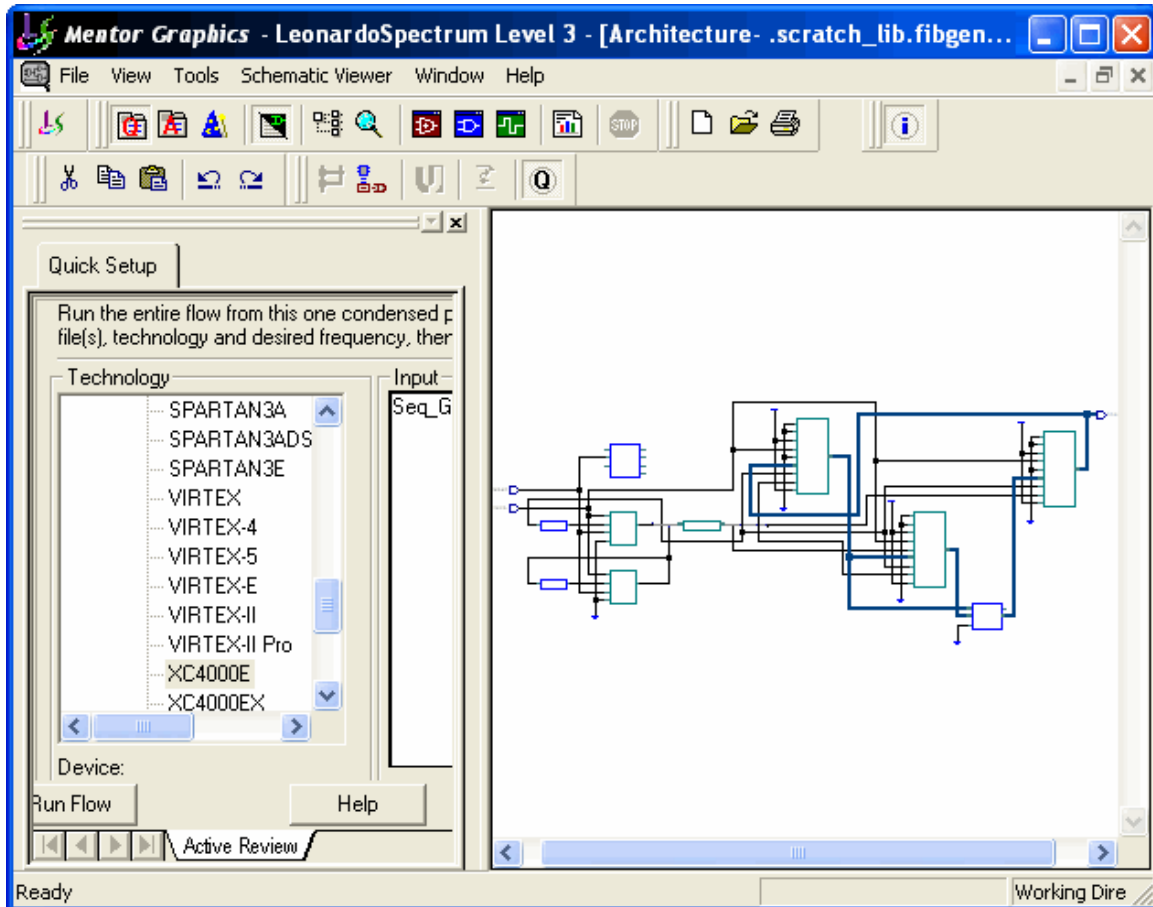 Mentor Graphics - LeonardoSpectrum Level 3 - [Architecture- .scratch_lib.fibgen...
File View Tools Schematic Viewer Window Help
STOP
Q
Quick Setup
Run the entire flow from this one condensed p
file(s), technology and desired frequency, ther
Technology
Input
SPARTAN3A
Seq_G
SPARTAN3ADS
SPARTAN3E
VIRTEX
VIRTEX-4
VIRTEX-5
VIRTEX-E
VIRTEX-II
VIRTEX-II Pro
XC4000E
XC4000EX
Device:
Run Flow
Help
Active Review
Ready
Working Dire